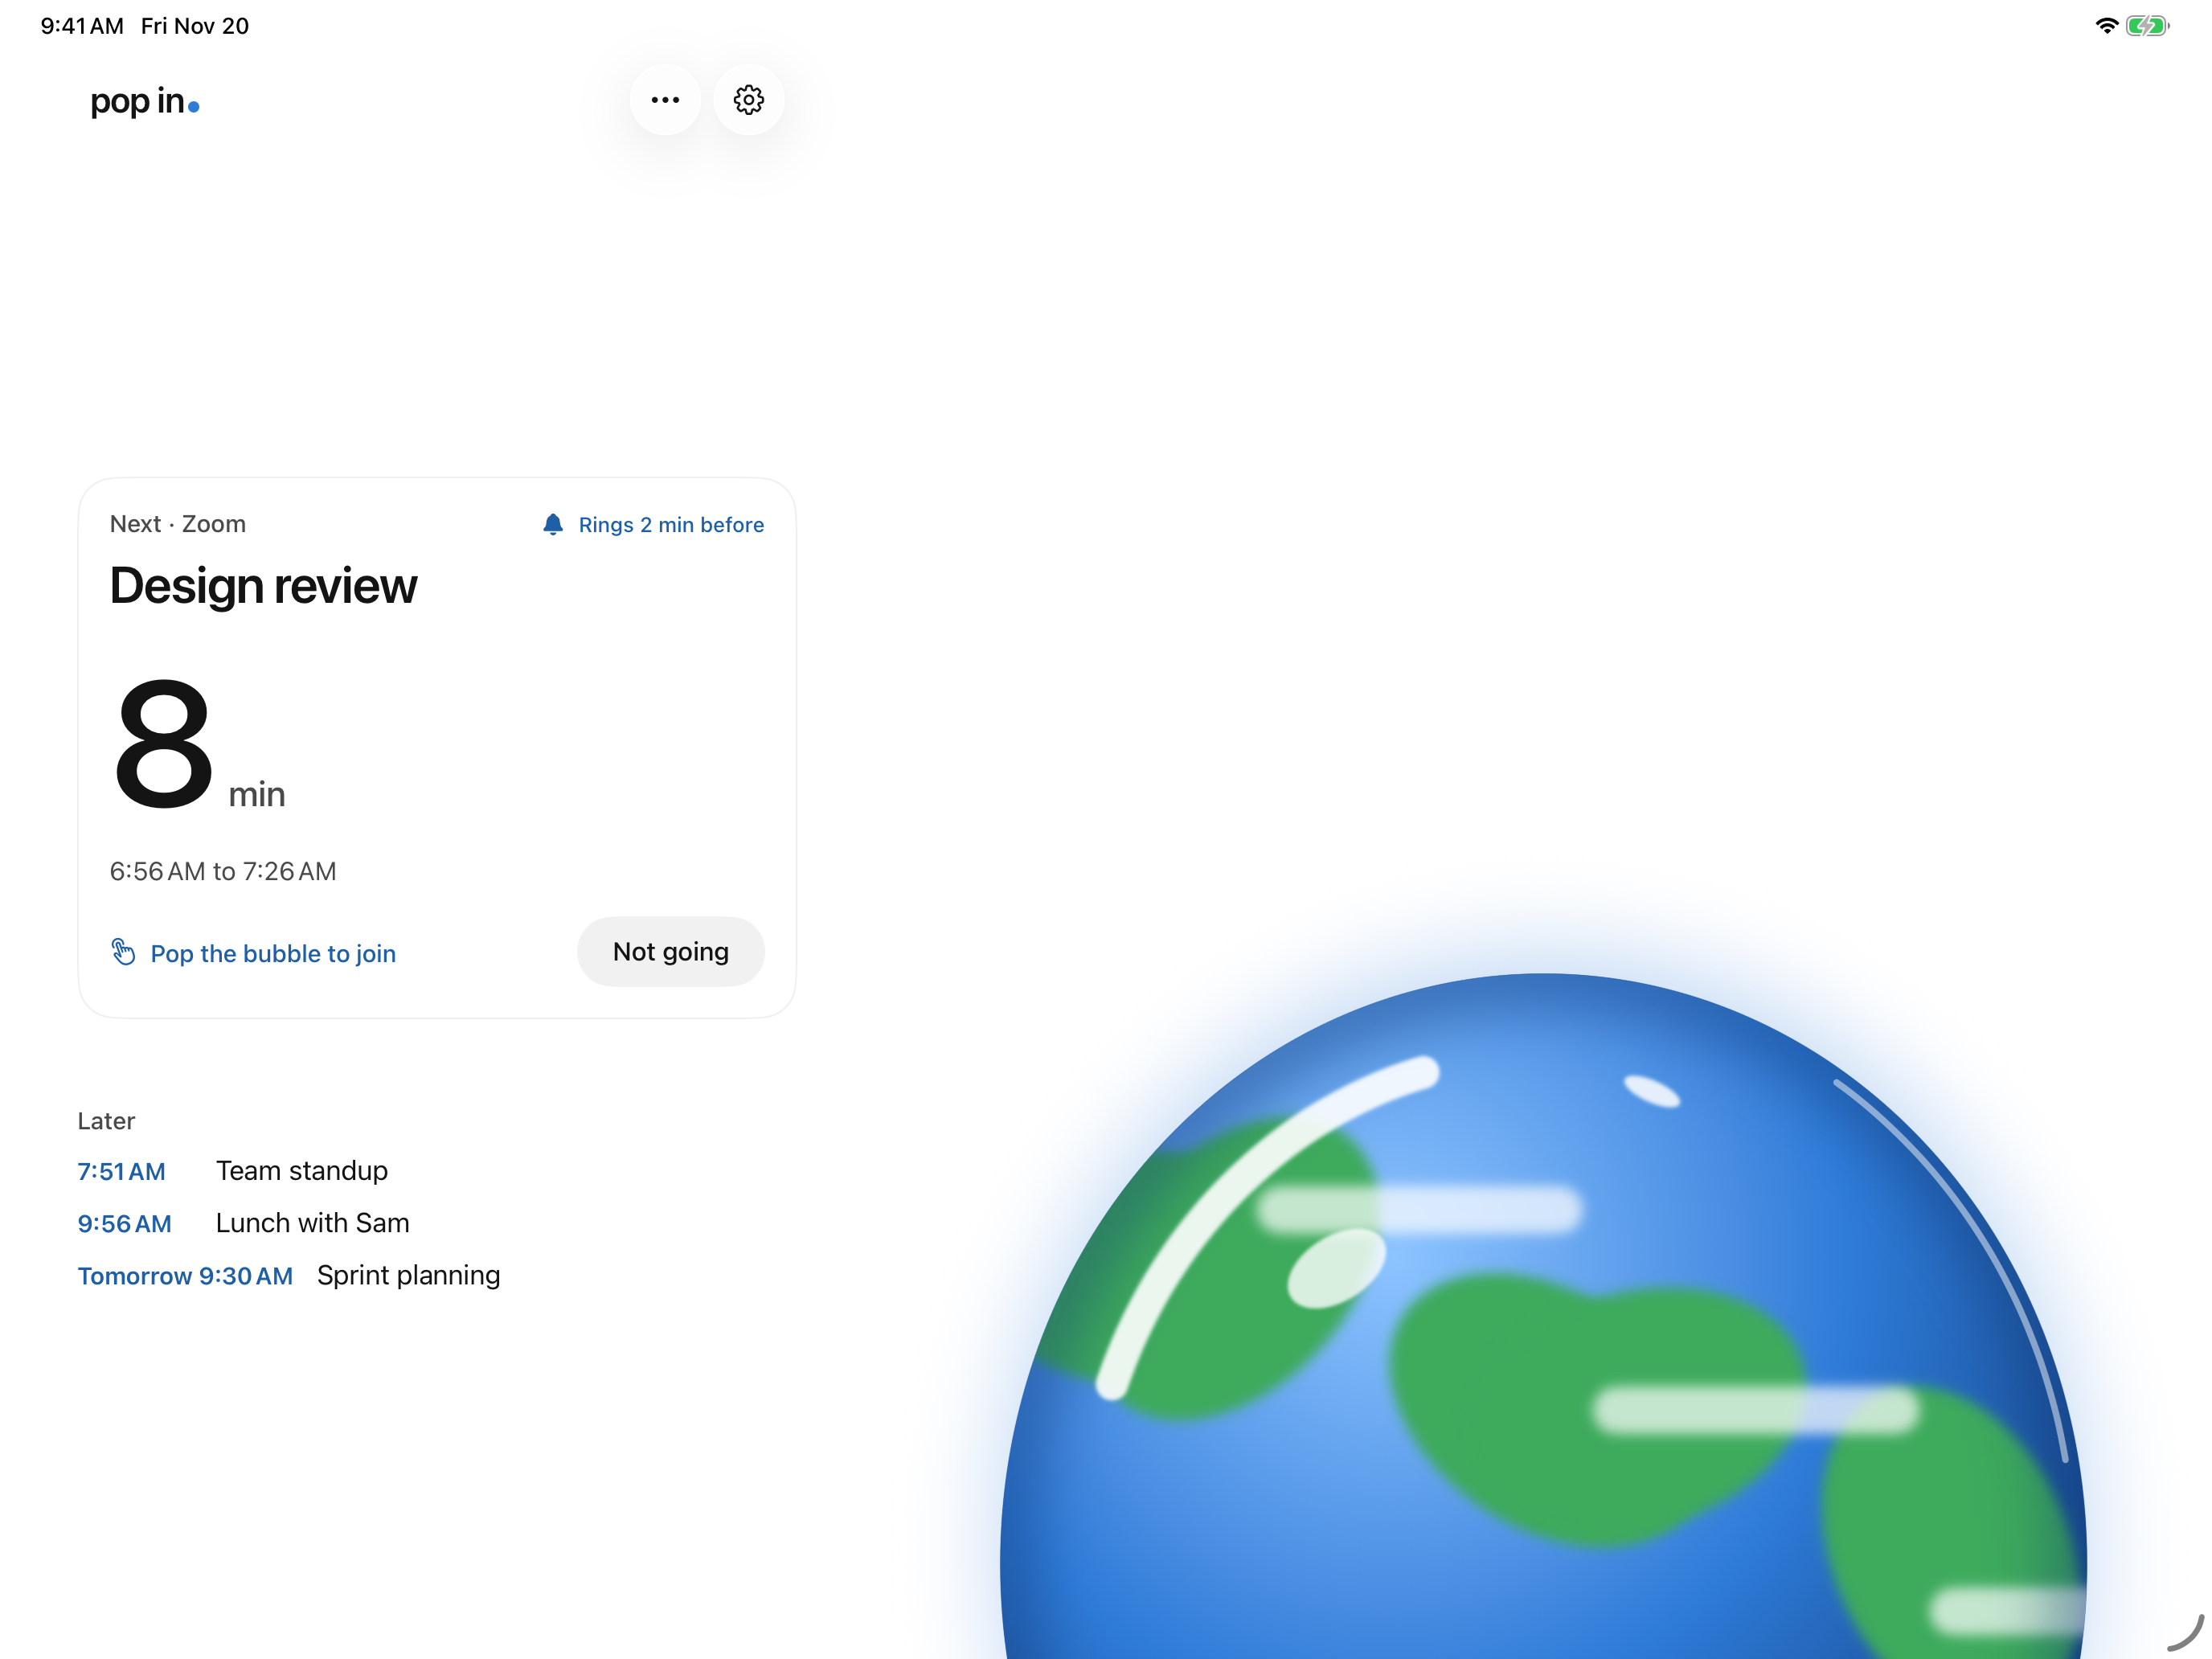 9:41 AM Fri Nov 20
pop in
Next · Zoom
Rings 2 min before
Design review
8 min
6:56 AM to 7:26 AM
Pop the bubble to join
Not going
Later
7:51 AM Team standup
9:56 AM Lunch with Sam
Tomorrow 9:30 AM Sprint planning